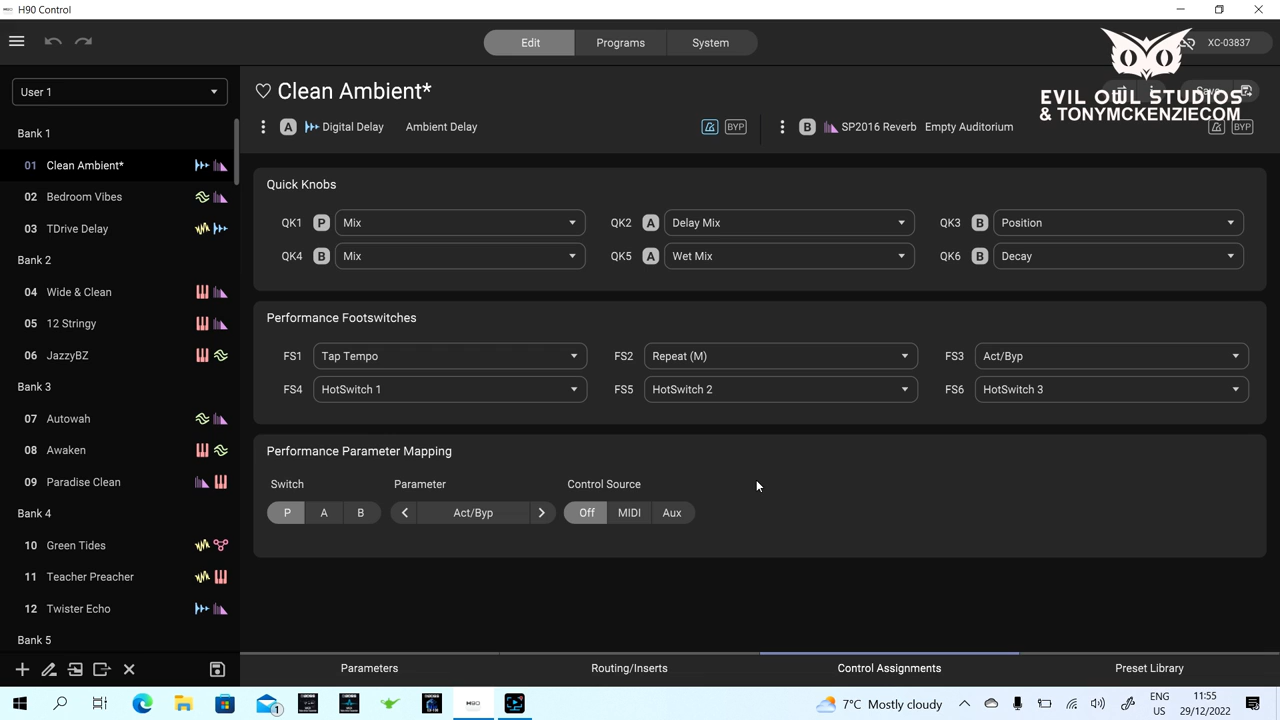 H90 Control
Edit Programs System XC-03837
User 1 Clean Ambient*
EVIL OWL STUDIOS
& TONYMCKENZIECOM
A Digital Delay Ambient Delay BYP B SP2016 Reverb Empty Auditorium BYP
Bank 1
01 Clean Ambient*
02 Bedroom Vibes
03 TDrive Delay
Bank 2
04 Wide & Clean
05 12 Stringy
06 JazzyBZ
Bank 3
07 Autowah
08 Awaken
09 Paradise Clean
Bank 4
10 Green Tides
11 Teacher Preacher
12 Twister Echo
Bank 5
Quick Knobs
QK1 P Mix QK2 A Delay Mix QK3 B Position
QK4 B Mix QK5 A Wet Mix QK6 B Decay
Performance Footswitches
FS1 Tap Tempo FS2 Repeat (M) FS3 Act/Byp
FS4 HotSwitch 1 FS5 HotSwitch 2 FS6 HotSwitch 3
Performance Parameter Mapping
Switch Parameter Control Source
P A B Act/Byp Off MIDI Aux
Parameters Routing/Inserts Control Assignments Preset Library
1 H90 7°C Mostly cloudy ENG 11:55
US 29/12/2022